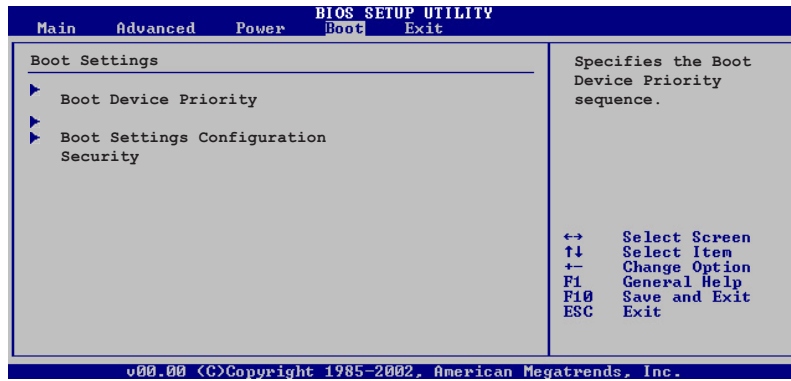 BIOS SETUP UTILITY
Main Advanced Power Boot Exit
Boot Settings
Boot Device Priority
Boot Settings Configuration
Security
Specifies the Boot
Device Priority
sequence.
↔ Select Screen
↑↓ Select Item
+- Change Option
F1 General Help
F10 Save and Exit
ESC Exit
v00.00 (C)Copyright 1985-2002, American Megatrends, Inc.